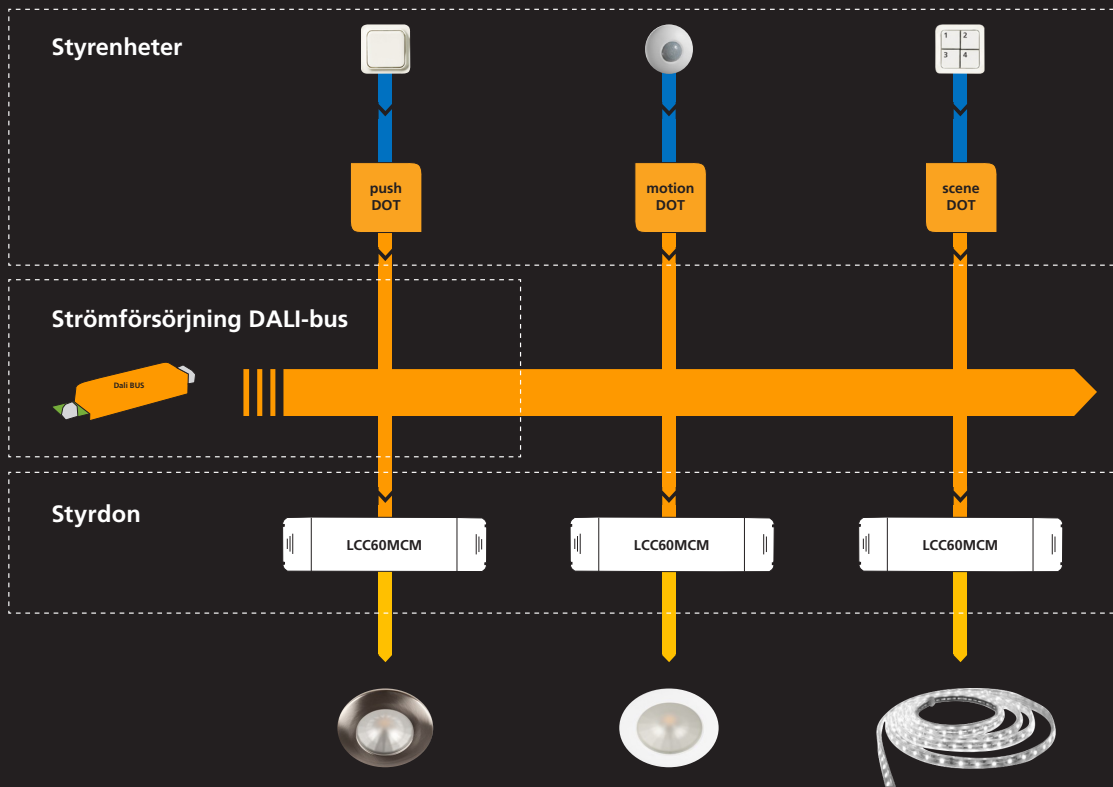 Styrenheter
1 2
3 4
push
DOT
motion
DOT
scene
DOT
Strömförsörjning DALI-bus
Dali BUS
Styrdon
LCC60MCM
LCC60MCM
LCC60MCM